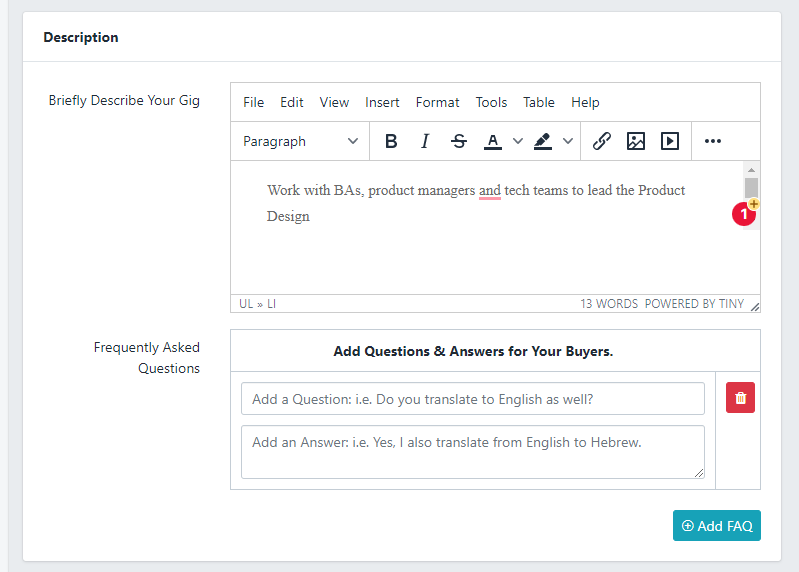 Description
Briefly Describe Your Gig
File Edit View Insert Format Tools Table Help
Paragraph B I S A
Work with BAs, product managers and tech teams to lead the Product
Design
1
UL » LI 13 WORDS POWERED BY TINY
Frequently Asked
Questions
Add Questions & Answers for Your Buyers.
Add a Question: i.e. Do you translate to English as well?
Add an Answer: i.e. Yes, I also translate from English to Hebrew.
Add FAQ